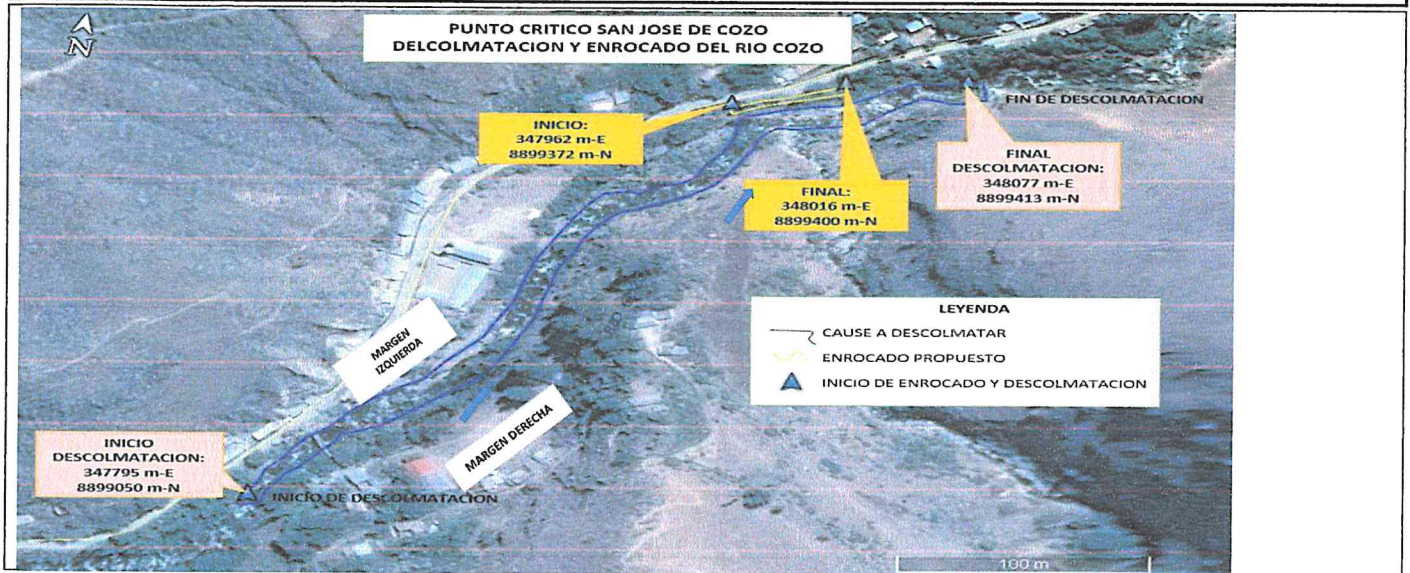 N
PUNTO CRITICO SAN JOSE DE COZO
DELCOLMATACION Y ENROCADO DEL RIO COZO
FIN DE DESCOLMATACION
INICIO:
347962 m-E
8899372 m-N
FINAL
DESCOLMATACION:
348077 m-E
8899413 m-N
FINAL:
348016 m-E
8899400 m-N
LEYENDA
CAUSE A DESCOLMATAR
ENROCADO PROPUESTO
INICIO DE ENROCADO Y DESCOLMATACION
MARGEN
IZQUIERDA
MARGEN DERECHA
INICIO
DESCOLMATACION:
347795 m-E
8899050 m-N
INICIO DE DESCOLMATACION
100 m